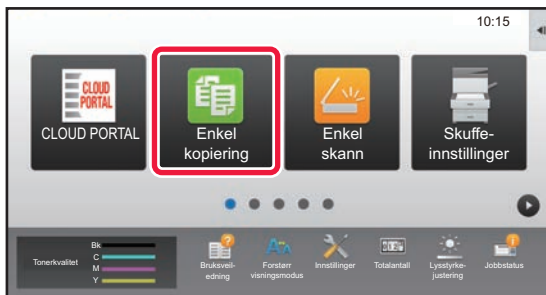 10:15
CLOUD
PORTAL
CLOUD PORTAL
Enkel
kopiering
Enkel
skann
Skuffe-
innstillinger
Tonerkvalitet
Bk
C
M
Y
Bruksveil-
edning
Forstørr
visningsmodus
Innstillinger
Totalantall
Lysstyrke-
justering
Jobbstatus